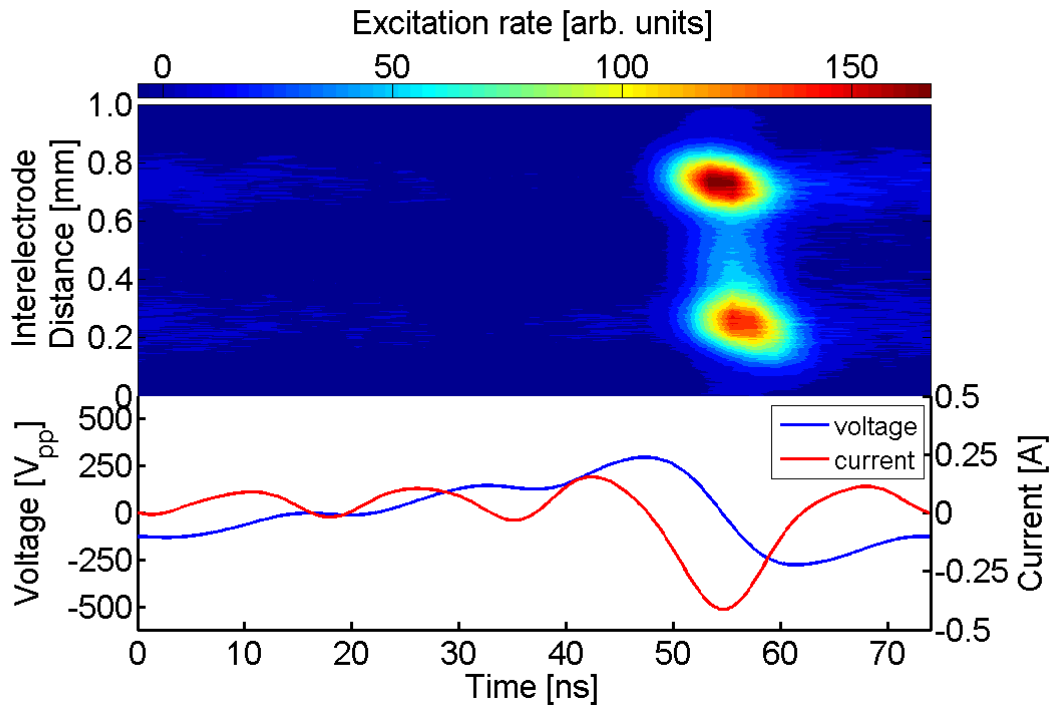 Excitation rate [arb. units]
0 50 100 150
Interelectrode
Distance [mm]
1.0
0.8
0.6
0.4
0.2
0
Voltage [Vpp]
500
250
0
-250
-500
voltage
current
0.5
0.25
0
-0.25
-0.5
Current [A]
0 10 20 30 40 50 60 70
Time [ns]